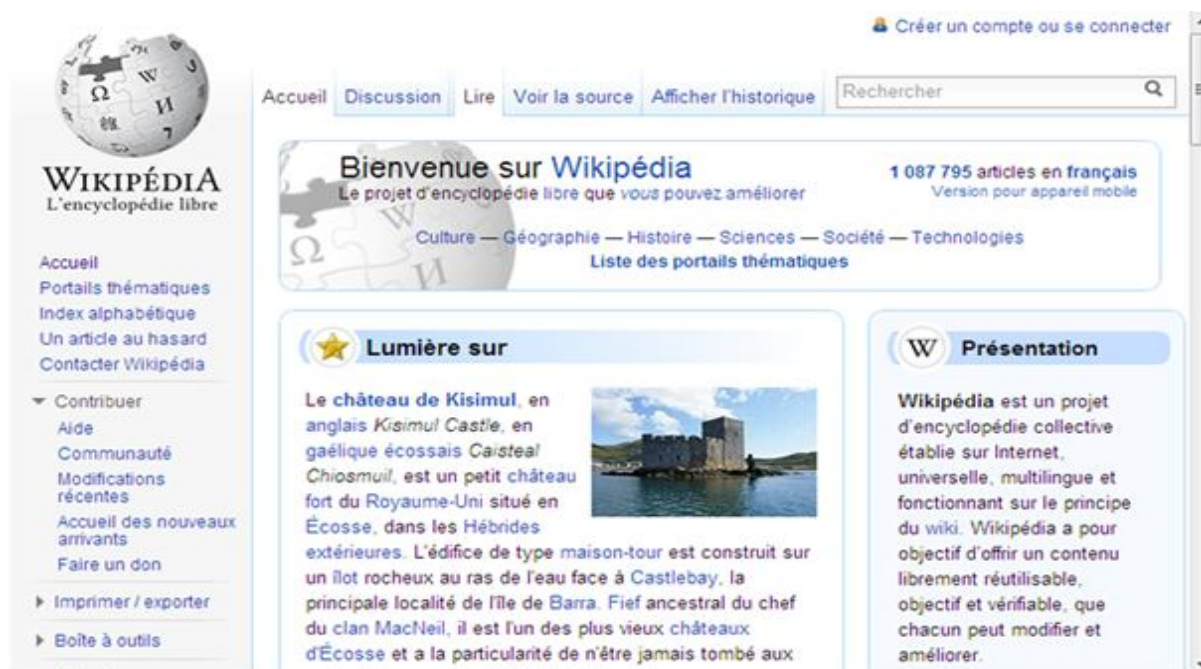 Créer un compte ou se connecter
Accueil Discussion Lire Voir la source Afficher l'historique Rechercher
WIKIPÉDIA
L'encyclopédie libre
Accueil
Portails thématiques
Index alphabétique
Un article au hasard
Contacter Wikipédia
Contribuer
Aide
Communauté
Modifications
récentes
Accueil des nouveaux
arrivants
Faire un don
Imprimer / exporter
Boîte à outils
Bienvenue sur Wikipédia
Le projet d'encyclopédie libre que vous pouvez améliorer
1 087 795 articles en français
Version pour appareil mobile
Culture — Géographie — Histoire — Sciences — Société — Technologies
Liste des portails thématiques
Lumière sur
Le château de Kisimul, en
anglais Kisimul Castle, en
gaélique écossais Caisteal
Chiosmuil, est un petit château
fort du Royaume-Uni situé en
Écosse, dans les Hébrides
extérieures. L'édifice de type maison-tour est construit sur
un îlot rocheux au ras de l'eau face à Castlebay, la
principale localité de l'île de Barra. Fief ancestral du chef
du clan MacNeil, il est l'un des plus vieux châteaux
d'Écosse et a la particularité de n'être jamais tombé aux
W Présentation
Wikipédia est un projet
d'encyclopédie collective
établie sur Internet,
universelle, multilingue et
fonctionnant sur le principe
du wiki. Wikipédia a pour
objectif d'offrir un contenu
librement réutilisable,
objectif et vérifiable, que
chacun peut modifier et
améliorer.